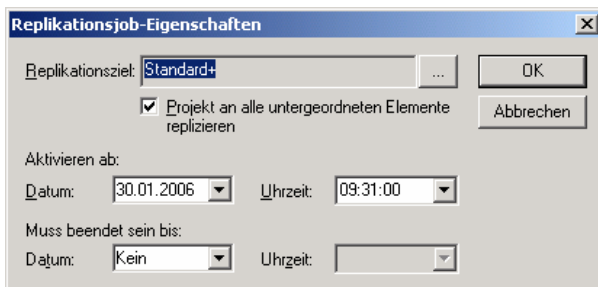 Replikationsjob-Eigenschaften
Replikationsziel: Standard+ ... OK
Projekt an alle untergeordneten Elemente Abbrechen
replizieren
Aktivieren ab:
Datum: 30.01.2006 Uhrzeit: 09:31:00
Muss beendet sein bis:
Datum: Kein Uhrzeit: